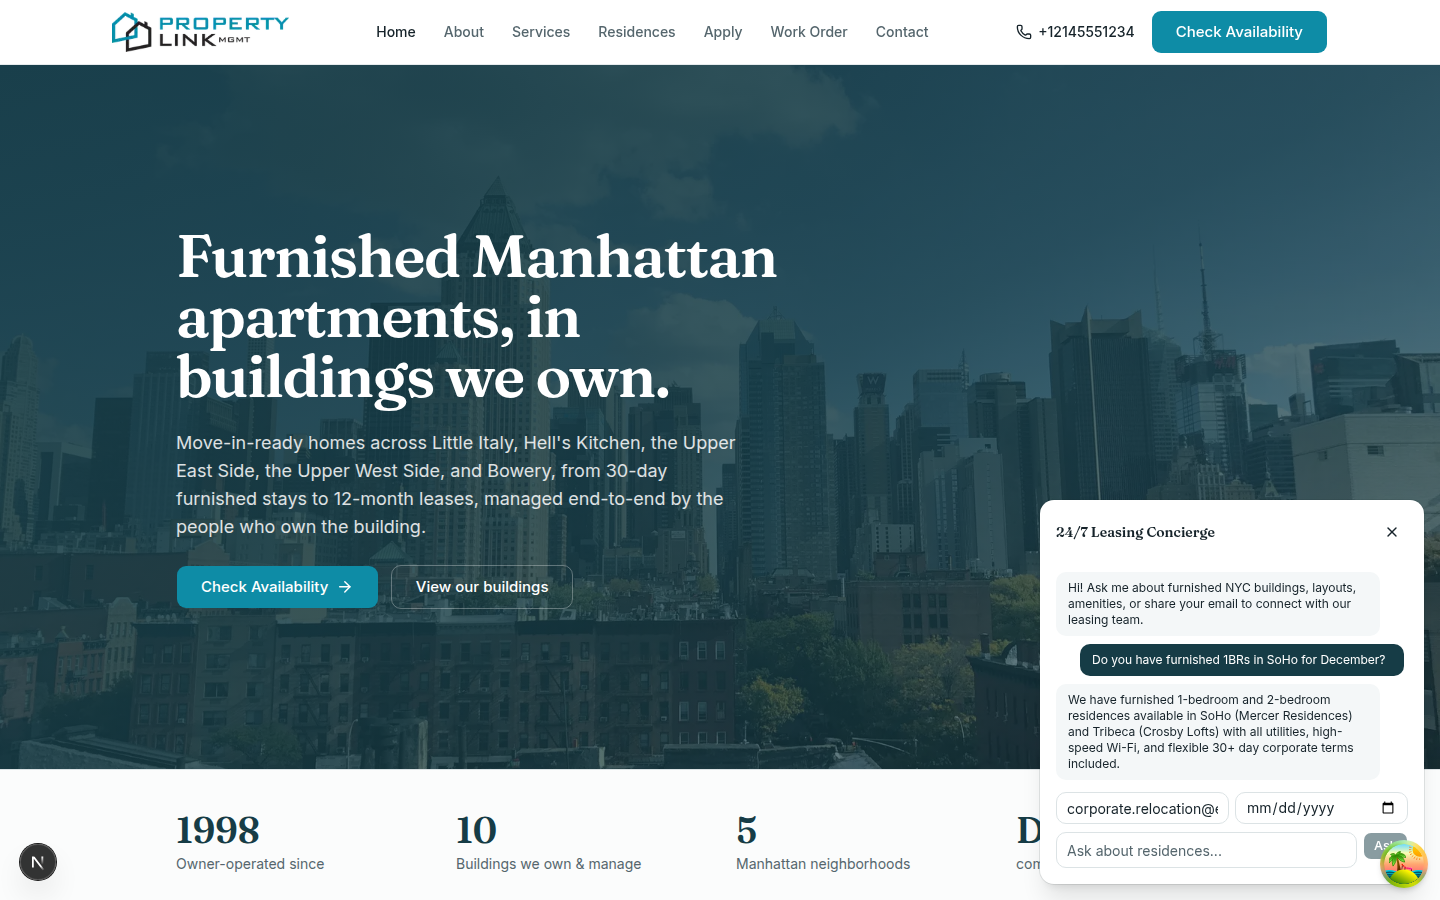 PROPERTY
LINK MGMT
Home
About
Services
Residences
Apply
Work Order
Contact
+12145551234
Check Availability
Furnished Manhattan
apartments, in
buildings we own.
Move-in-ready homes across Little Italy, Hell's Kitchen, the Upper
East Side, the Upper West Side, and Bowery, from 30-day
furnished stays to 12-month leases, managed end-to-end by the
people who own the building.
Check Availability
View our buildings
1998
Owner-operated since
10
Buildings we own & manage
5
Manhattan neighborhoods
D
com
24/7 Leasing Concierge
Hi! Ask me about furnished NYC buildings, layouts,
amenities, or share your email to connect with our
leasing team.
Do you have furnished 1BRs in SoHo for December?
We have furnished 1-bedroom and 2-bedroom
residences available in SoHo (Mercer Residences)
and Tribeca (Crosby Lofts) with all utilities, high-
speed Wi-Fi, and flexible 30+ day corporate terms
included.
corporate.relocation@e
mm/dd/yyyy
Ask about residences...
Ask
N